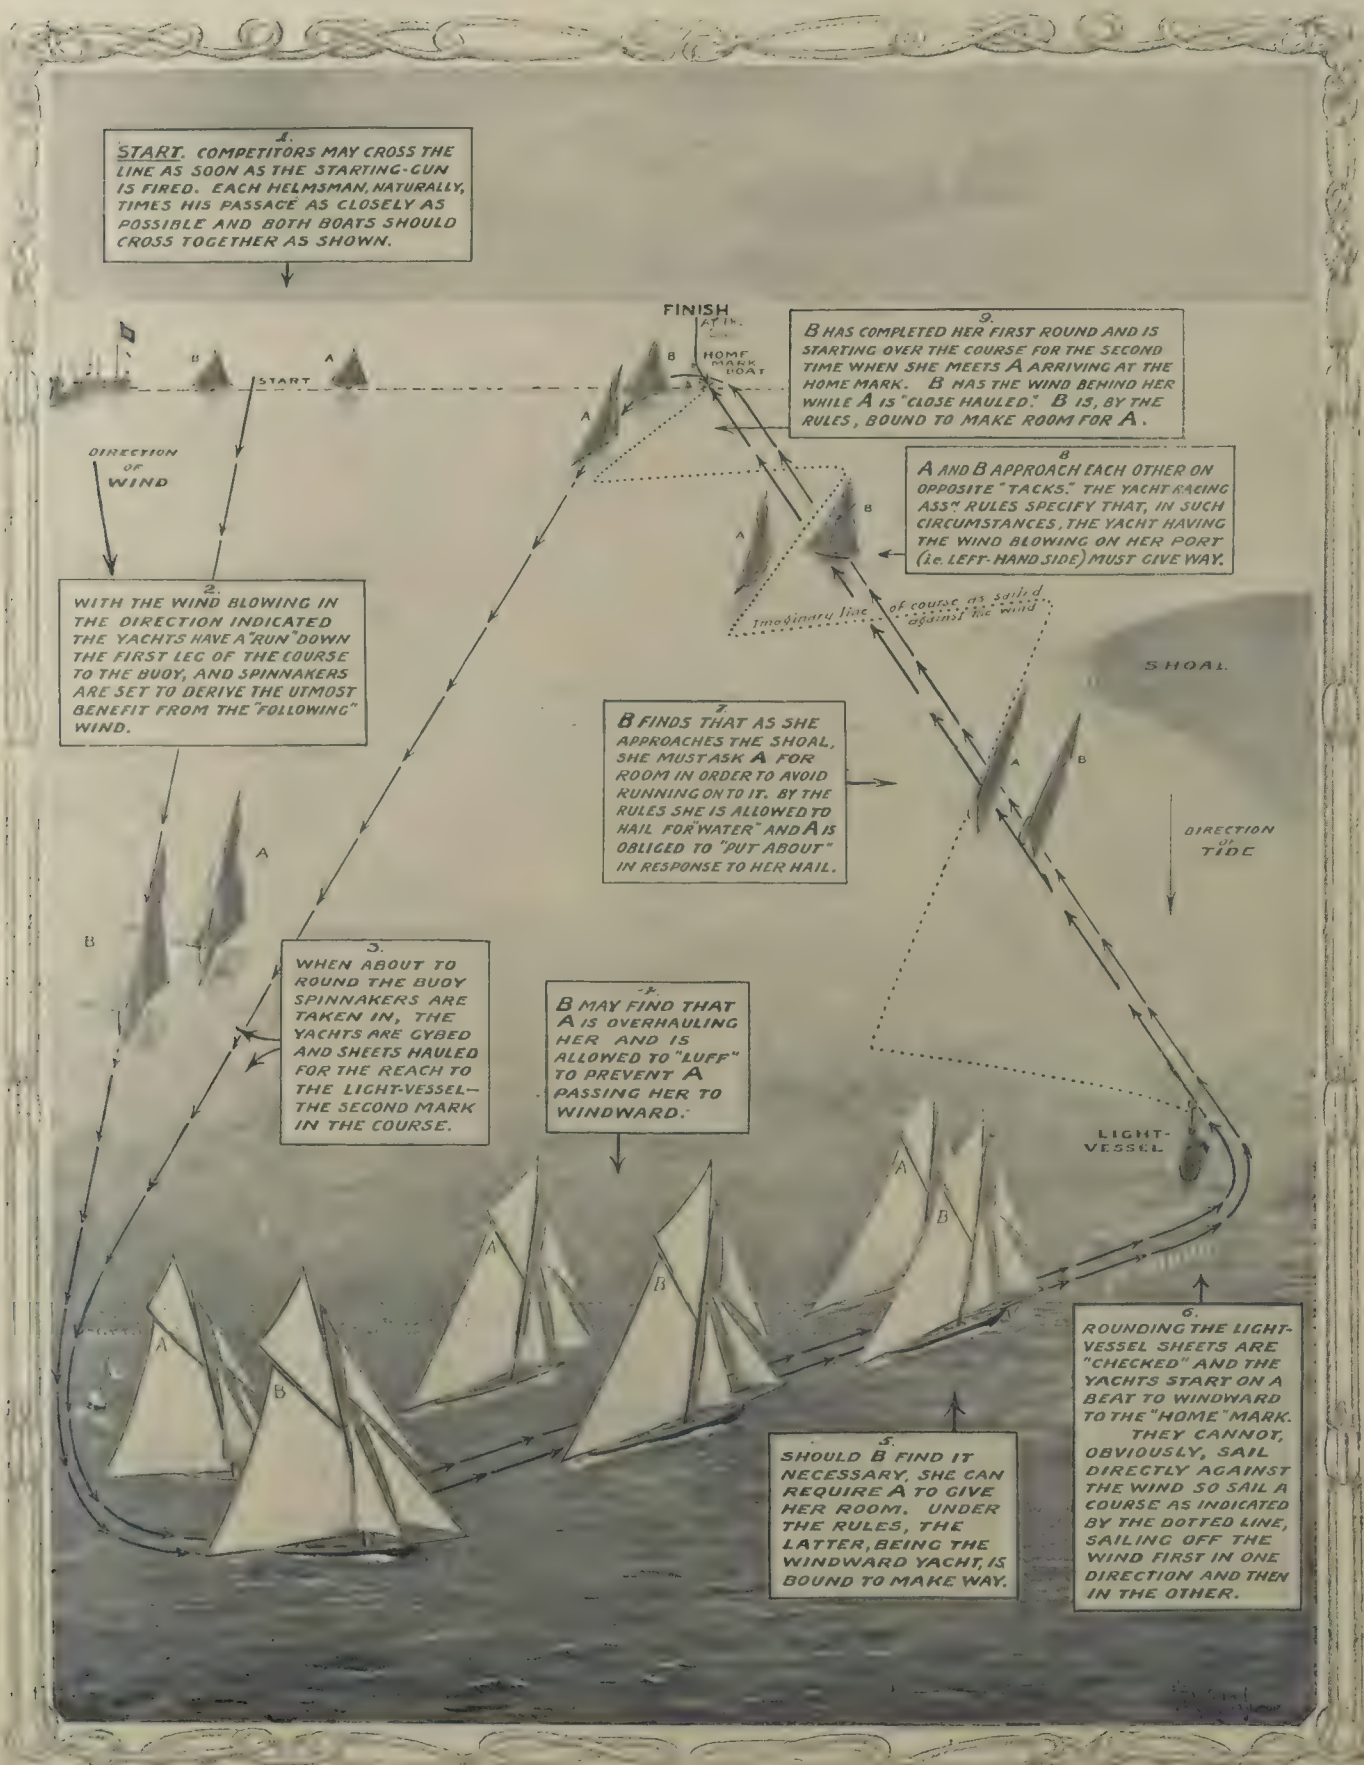 1.
START. COMPETITORS MAY CROSS THE
LINE AS SOON AS THE STARTING-GUN
IS FIRED. EACH HELMSMAN, NATURALLY,
TIMES HIS PASSAGE AS CLOSELY AS
POSSIBLE AND BOTH BOATS SHOULD
CROSS TOGETHER AS SHOWN.
FINISH
HOME
MARK
BOAT
B
A
START
B
A
9.
B HAS COMPLETED HER FIRST ROUND AND IS
STARTING OVER THE COURSE FOR THE SECOND
TIME WHEN SHE MEETS A ARRIVING AT THE
HOME MARK. B HAS THE WIND BEHIND HER
WHILE A IS "CLOSE HAULED." B IS, BY THE
RULES, BOUND TO MAKE ROOM FOR A.
DIRECTION
OF
WIND
8
A AND B APPROACH EACH OTHER ON
OPPOSITE "TACKS." THE YACHT RACING
ASSN RULES SPECIFY THAT, IN SUCH
CIRCUMSTANCES, THE YACHT HAVING
THE WIND BLOWING ON HER PORT
(i.e. LEFT-HAND SIDE) MUST GIVE WAY.
A
B
2.
WITH THE WIND BLOWING IN
THE DIRECTION INDICATED
THE YACHTS HAVE A "RUN" DOWN
THE FIRST LEG OF THE COURSE
TO THE BUOY, AND SPINNAKERS
ARE SET TO DERIVE THE UTMOST
BENEFIT FROM THE "FOLLOWING"
WIND.
Imaginary line of course as sailed
against the wind
SHOAL
7.
B FINDS THAT AS SHE
APPROACHES THE SHOAL,
SHE MUST ASK A FOR
ROOM IN ORDER TO AVOID
RUNNING ONTO IT. BY THE
RULES SHE IS ALLOWED TO
HAIL FOR "WATER" AND A IS
OBLIGED TO "PUT ABOUT"
IN RESPONSE TO HER HAIL.
A
B
DIRECTION
OF
TIDE
A
B
3.
WHEN ABOUT TO
ROUND THE BUOY
SPINNAKERS ARE
TAKEN IN, THE
YACHTS ARE GYBED
AND SHEETS HAULED
FOR THE REACH TO
THE LIGHT-VESSEL—
THE SECOND MARK
IN THE COURSE.
4.
B MAY FIND THAT
A IS OVERHAULING
HER AND IS
ALLOWED TO "LUFF"
TO PREVENT A
PASSING HER TO
WINDWARD.
LIGHT-
VESSEL
A
B
A
B
A
B
5.
SHOULD B FIND IT
NECESSARY, SHE CAN
REQUIRE A TO GIVE
HER ROOM. UNDER
THE RULES, THE
LATTER, BEING THE
WINDWARD YACHT, IS
BOUND TO MAKE WAY.
6.
ROUNDING THE LIGHT-
VESSEL SHEETS ARE
"CHECKED" AND THE
YACHTS START ON A
BEAT TO WINDWARD
TO THE "HOME" MARK.
THEY CANNOT,
OBVIOUSLY, SAIL
DIRECTLY AGAINST
THE WIND SO SAIL A
COURSE AS INDICATED
BY THE DOTTED LINE,
SAILING OFF THE
WIND FIRST IN ONE
DIRECTION AND THEN
IN THE OTHER.